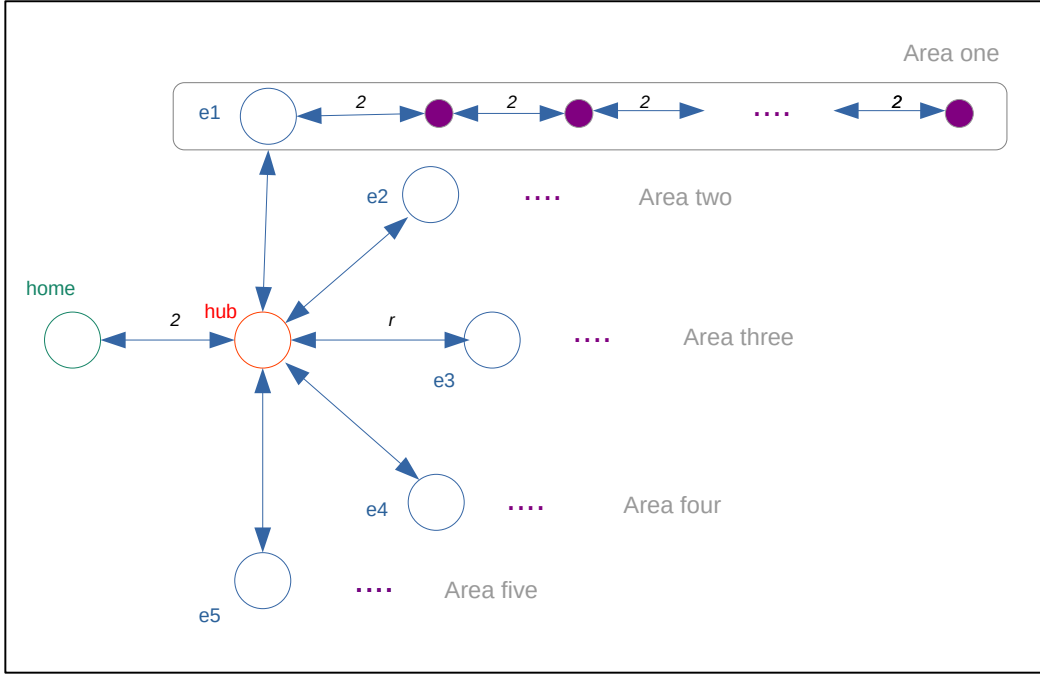 Area one
e1
2
2
2
....
2
e2
....
Area two
home
hub
2
r
....
Area three
e3
e4
....
Area four
....
Area five
e5